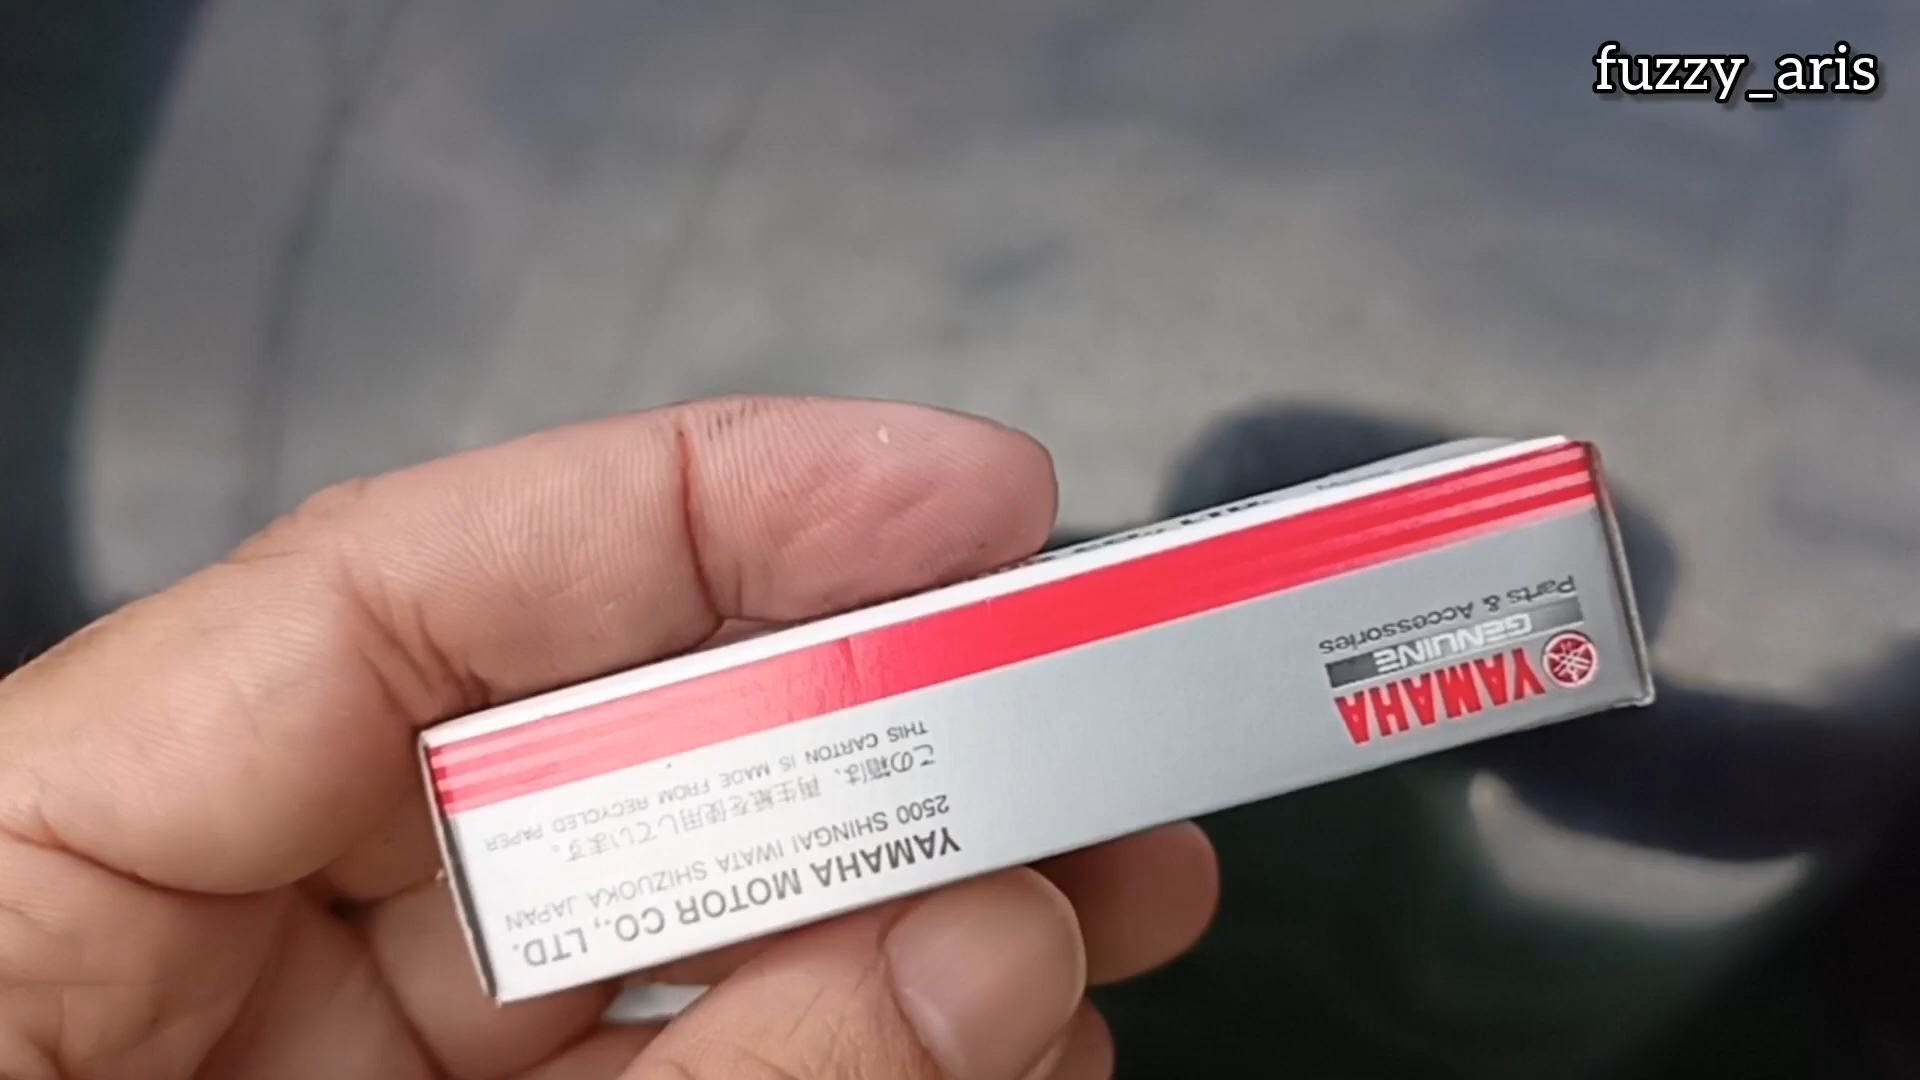 fuzzy_aris
YAMAHA
GENUINE
Parts & Accessories
YAMAHA MOTOR CO., LTD.
2500 SHINGAI IWATA SHIZUOKA JAPAN
この箱は、再生紙を使用しています。
THIS CARTON IS MADE FROM RECYCLED PAPER